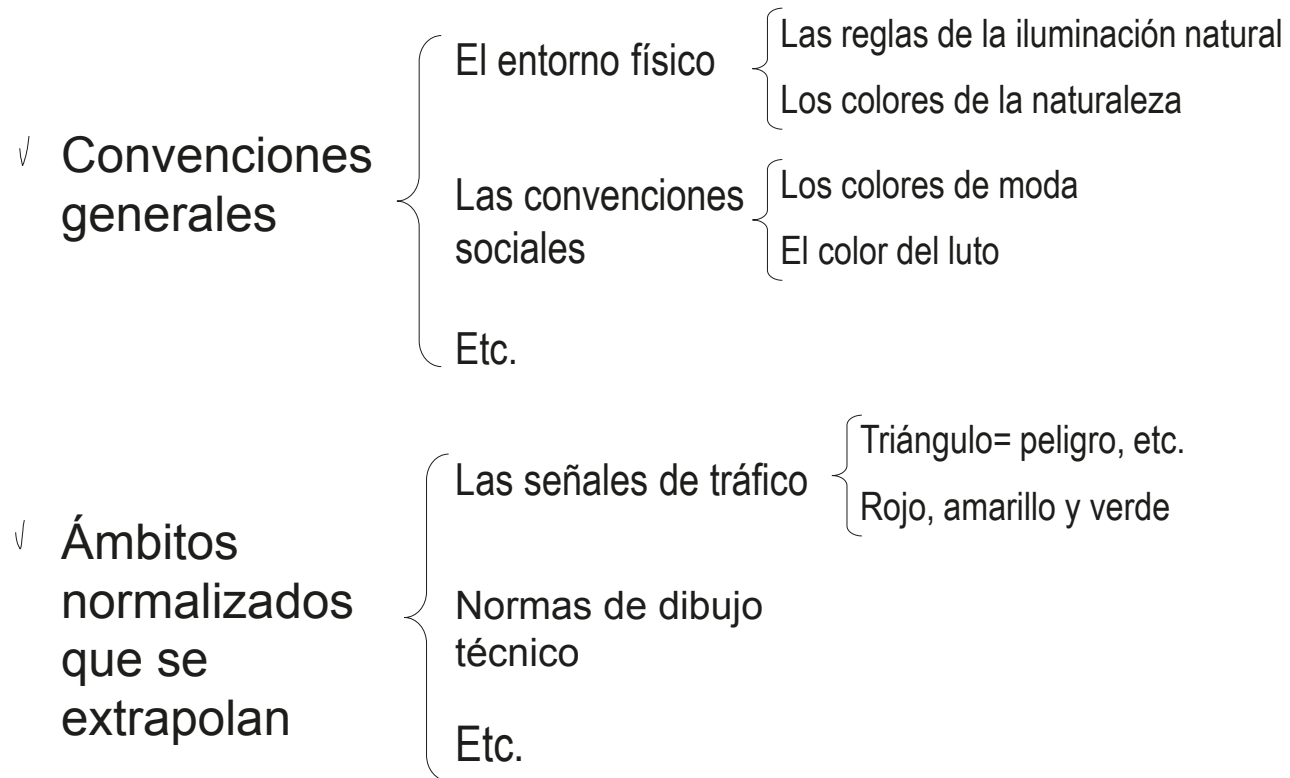 Convenciones
generales
El entorno físico
Las reglas de la iluminación natural
Los colores de la naturaleza
Las convenciones
sociales
Los colores de moda
El color del luto
Etc.
Ámbitos
normalizados
que se
extrapolan
Las señales de tráfico
Triángulo= peligro, etc.
Rojo, amarillo y verde
Normas de dibujo
técnico
Etc.